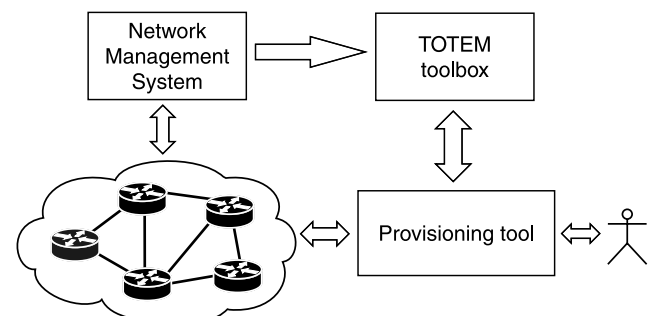 Network
Management
System
TOTEM
toolbox
Provisioning tool